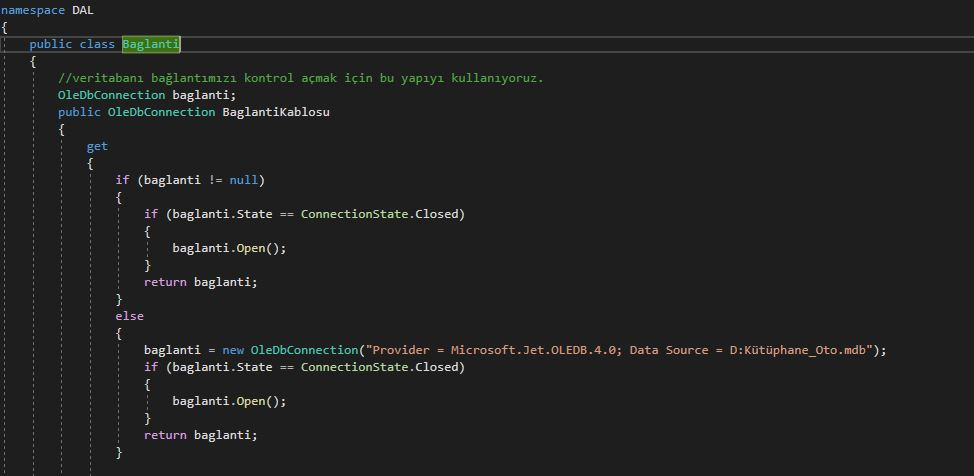 namespace DAL
{
public class Baglanti
{
//veritabanı bağlantımızı kontrol açmak için bu yapıyı kullanıyoruz.
OleDbConnection baglanti;
public OleDbConnection BaglantiKablosu
{
get
{
if (baglanti != null)
{
if (baglanti.State == ConnectionState.Closed)
{
baglanti.Open();
}
return baglanti;
}
else
{
baglanti = new OleDbConnection("Provider = Microsoft.Jet.OLEDB.4.0; Data Source = D:Kütüphane_Oto.mdb");
if (baglanti.State == ConnectionState.Closed)
{
baglanti.Open();
}
return baglanti;
}